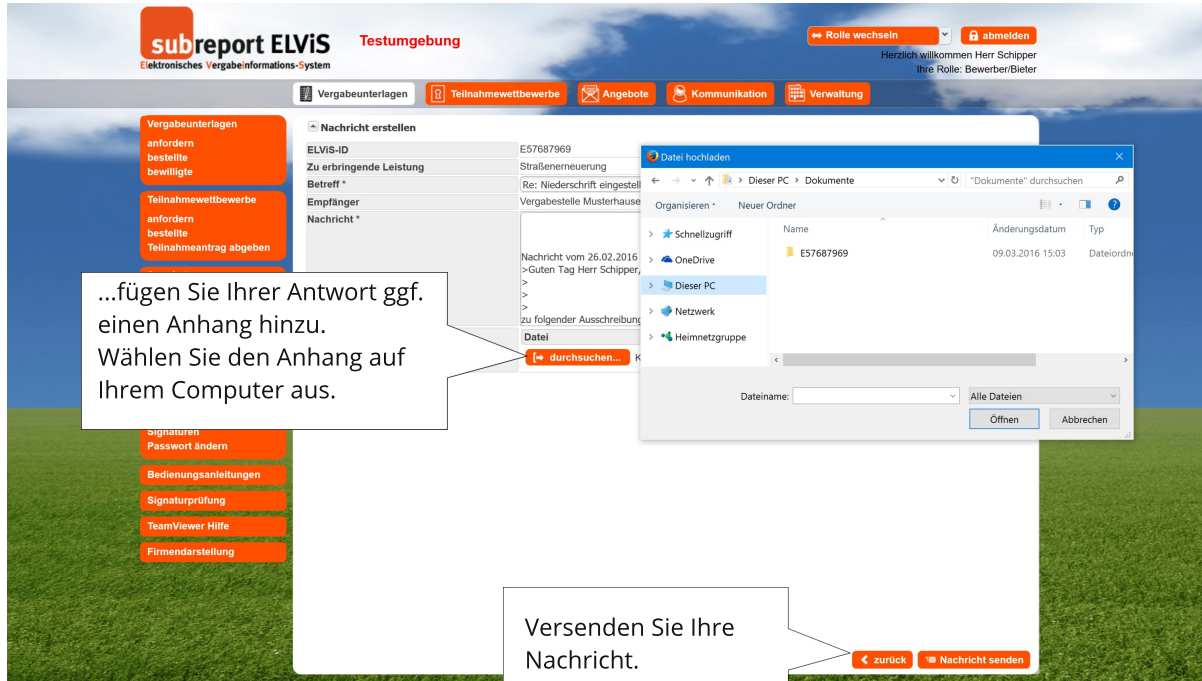 subreport ELViS
Elektronisches Vergabeinformations-System
Testumgebung
Rolle wechseln
abmelden
Herzlich willkommen Herr Schipper
Ihre Rolle: Bewerber/Bieter
Vergabeunterlagen
Teilnahmewettbewerbe
Angebote
Kommunikation
Verwaltung
Vergabeunterlagen
anfordern
bestellte
bewilligte
Teilnahmewettbewerbe
anfordern
bestellte
Teilnahmeantrag abgeben
Signaturen
Passwort ändern
Bedienungsanleitungen
Signaturprüfung
TeamViewer Hilfe
Firmendarstellung
Nachricht erstellen
ELViS-ID E57687969
Zu erbringende Leistung Straßenerneuerung
Betreff * Re: Niederschrift eingestell
Empfänger Vergabestelle Musterhause
Nachricht *
Nachricht vom 26.02.2016
>Guten Tag Herr Schipper,
>
>
>
zu folgender Ausschreibung
Datei
durchsuchen... K
...fügen Sie Ihrer Antwort ggf.
einen Anhang hinzu.
Wählen Sie den Anhang auf
Ihrem Computer aus.
Datei hochladen
Dieser PC > Dokumente
"Dokumente" durchsuchen
Organisieren
Neuer Ordner
Schnellzugriff
OneDrive
Dieser PC
Netzwerk
Heimnetzgruppe
Name Änderungsdatum Typ
E57687969 09.03.2016 15:03 Dateiordn
Dateiname:
Alle Dateien
Öffnen
Abbrechen
Versenden Sie Ihre
Nachricht.
zurück
Nachricht senden